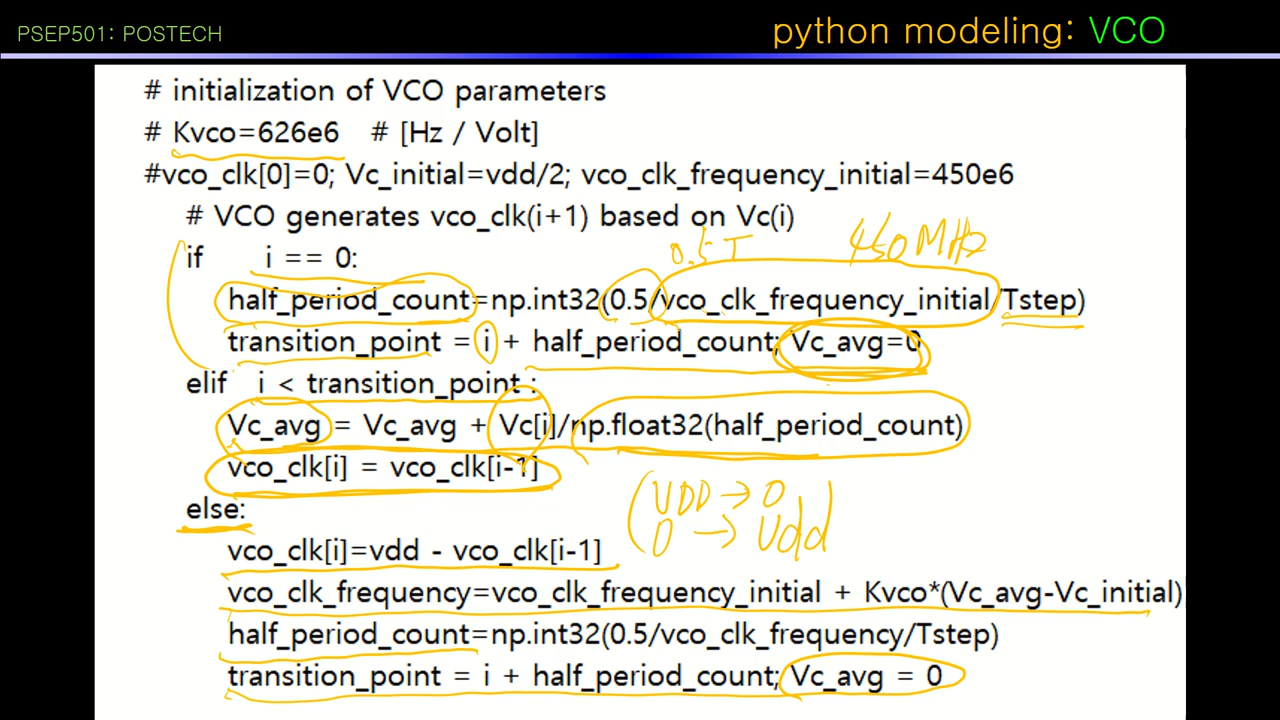 PSEP501: POSTECH
python modeling: VCO
# initialization of VCO parameters
# Kvco=626e6 # [Hz / Volt]
#vco_clk[0]=0; Vc_initial=vdd/2; vco_clk_frequency_initial=450e6
# VCO generates vco_clk(i+1) based on Vc(i)
0.5T 450MHz
if i == 0:
half_period_count=np.int32(0.5/vco_clk_frequency_initial/Tstep)
transition_point = i + half_period_count; Vc_avg=0
elif i < transition_point :
Vc_avg = Vc_avg + Vc[i]/np.float32(half_period_count)
vco_clk[i] = vco_clk[i-1]
(VDD → 0
0 → Vdd)
else:
vco_clk[i]=vdd - vco_clk[i-1]
vco_clk_frequency=vco_clk_frequency_initial + Kvco*(Vc_avg-Vc_initial)
half_period_count=np.int32(0.5/vco_clk_frequency/Tstep)
transition_point = i + half_period_count; Vc_avg = 0